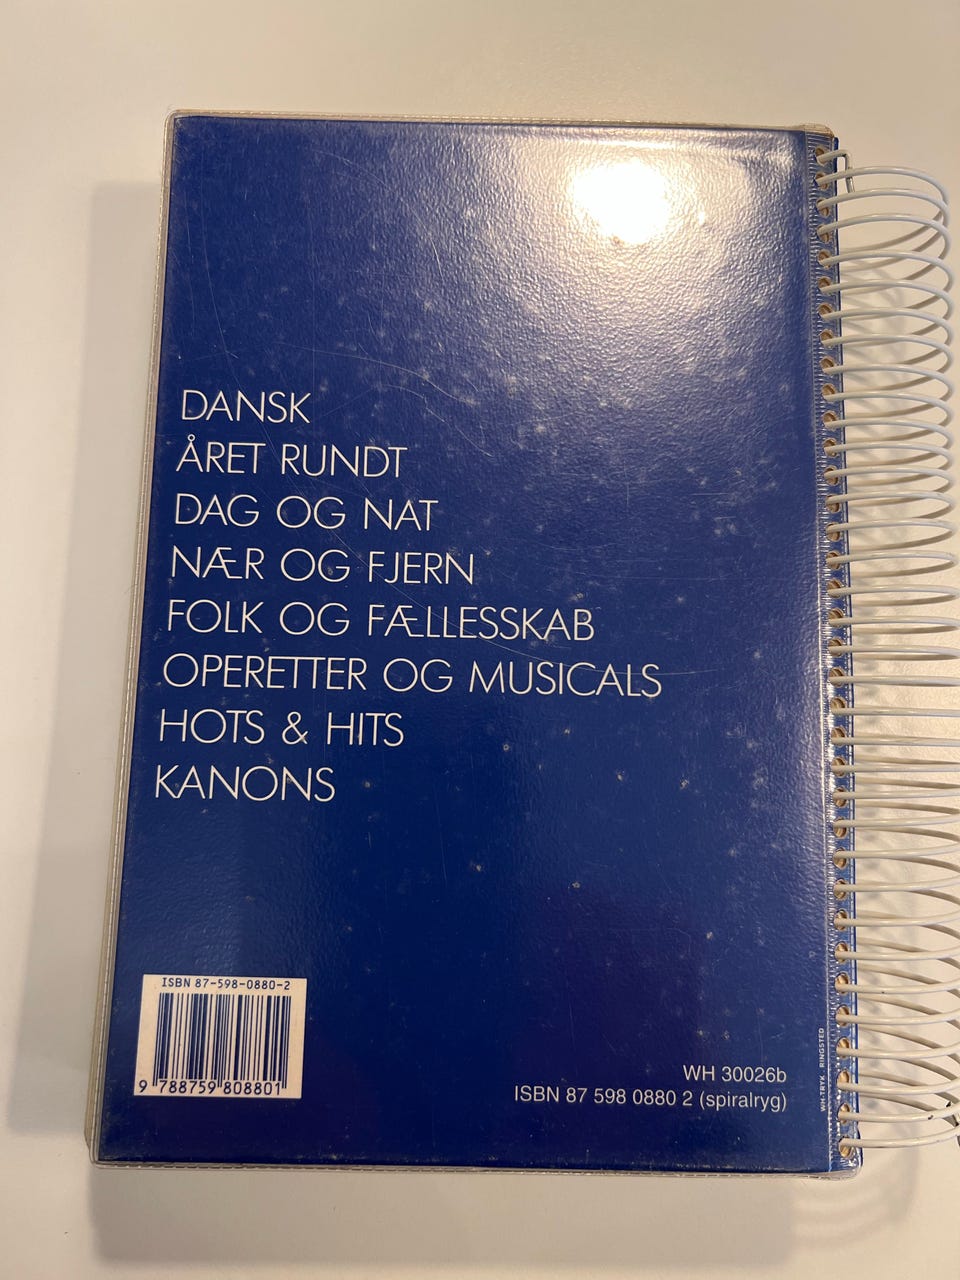 DANSK
ÅRET RUNDT
DAG OG NAT
NÆR OG FJERN
FOLK OG FÆLLESSKAB
OPERETTER OG MUSICALS
HOTS & HITS
KANONS
ISBN 87-598-0880-2
9 788759 808801
WH 30026b
ISBN 87 598 0880 2 (spiralryg)
WH-TRYK, RINGSTED